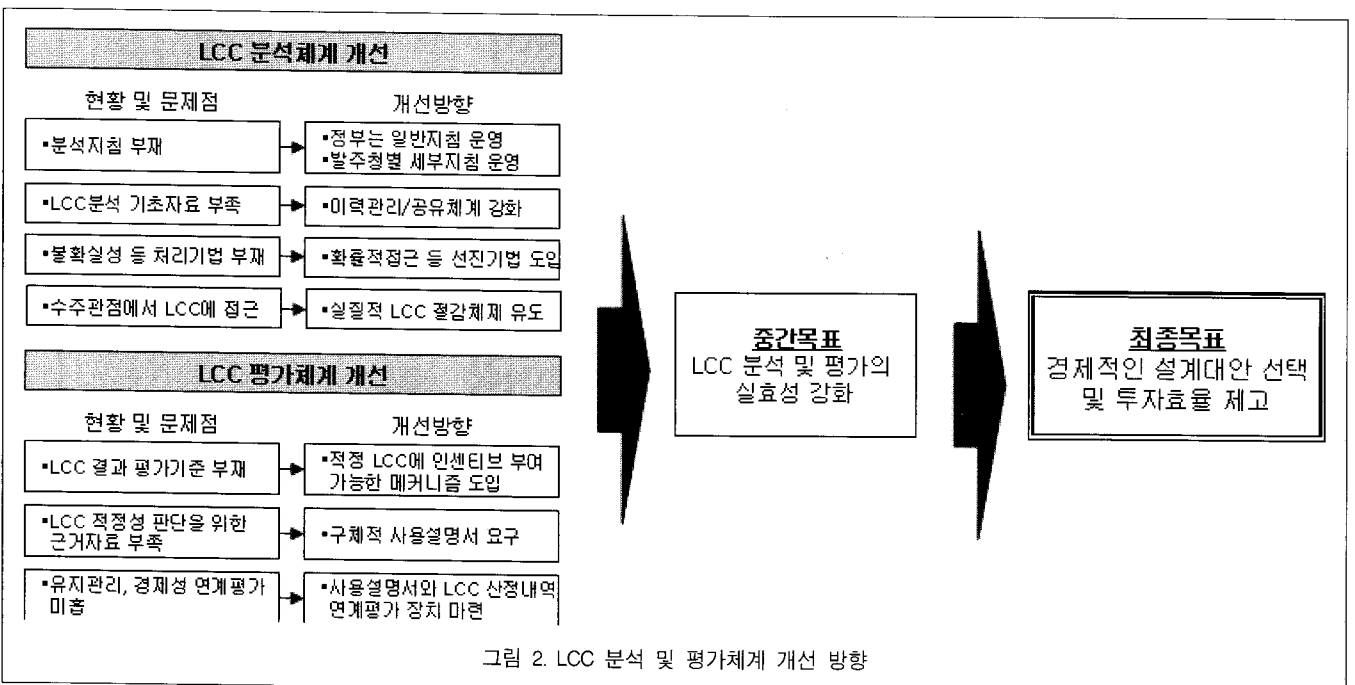 LCC 분석체계 개선
현황 및 문제점
개선방향
▪분석지침 부재
▪정부는 일반지침 운영
▪발주청별 세부지침 운영
▪LCC분석 기초자료 부족
▪이력관리/공유체계 강화
▪불확실성 등 처리기법 부재
▪확률적접근 등 선진기법 도입
▪수주관점에서 LCC에 접근
▪실질적 LCC 절감체제 유도
LCC 평가체계 개선
현황 및 문제점
개선방향
▪LCC 결과 평가기준 부재
▪적정 LCC에 인센티브 부여
가능한 메커니즘 도입
▪LCC 적정성 판단을 위한
근거자료 부족
▪구체적 사용설명서 요구
▪유지관리, 경제성 연계평가
미흡
▪사용설명서와 LCC 산정내역
연계평가 장치 마련
중간목표
LCC 분석 및 평가의
실효성 강화
최종목표
경제적인 설계대안 선택
및 투자효율 제고
그림 2. LCC 분석 및 평가체계 개선 방향